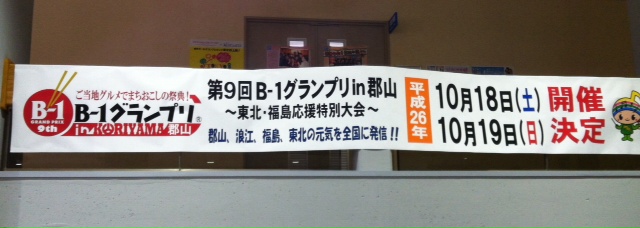 ご当地グルメでまちおこしの祭典！
B-1
GRAND PRIX
9th
B-1グランプリ
in KORIYAMA 郡山
第9回 B-1グランプリin郡山
～東北・福島応援特別大会～
郡山、浪江、福島、東北の元気を全国に発信！！
平成26年
10月18日(土)
10月19日(日)
開催
決定